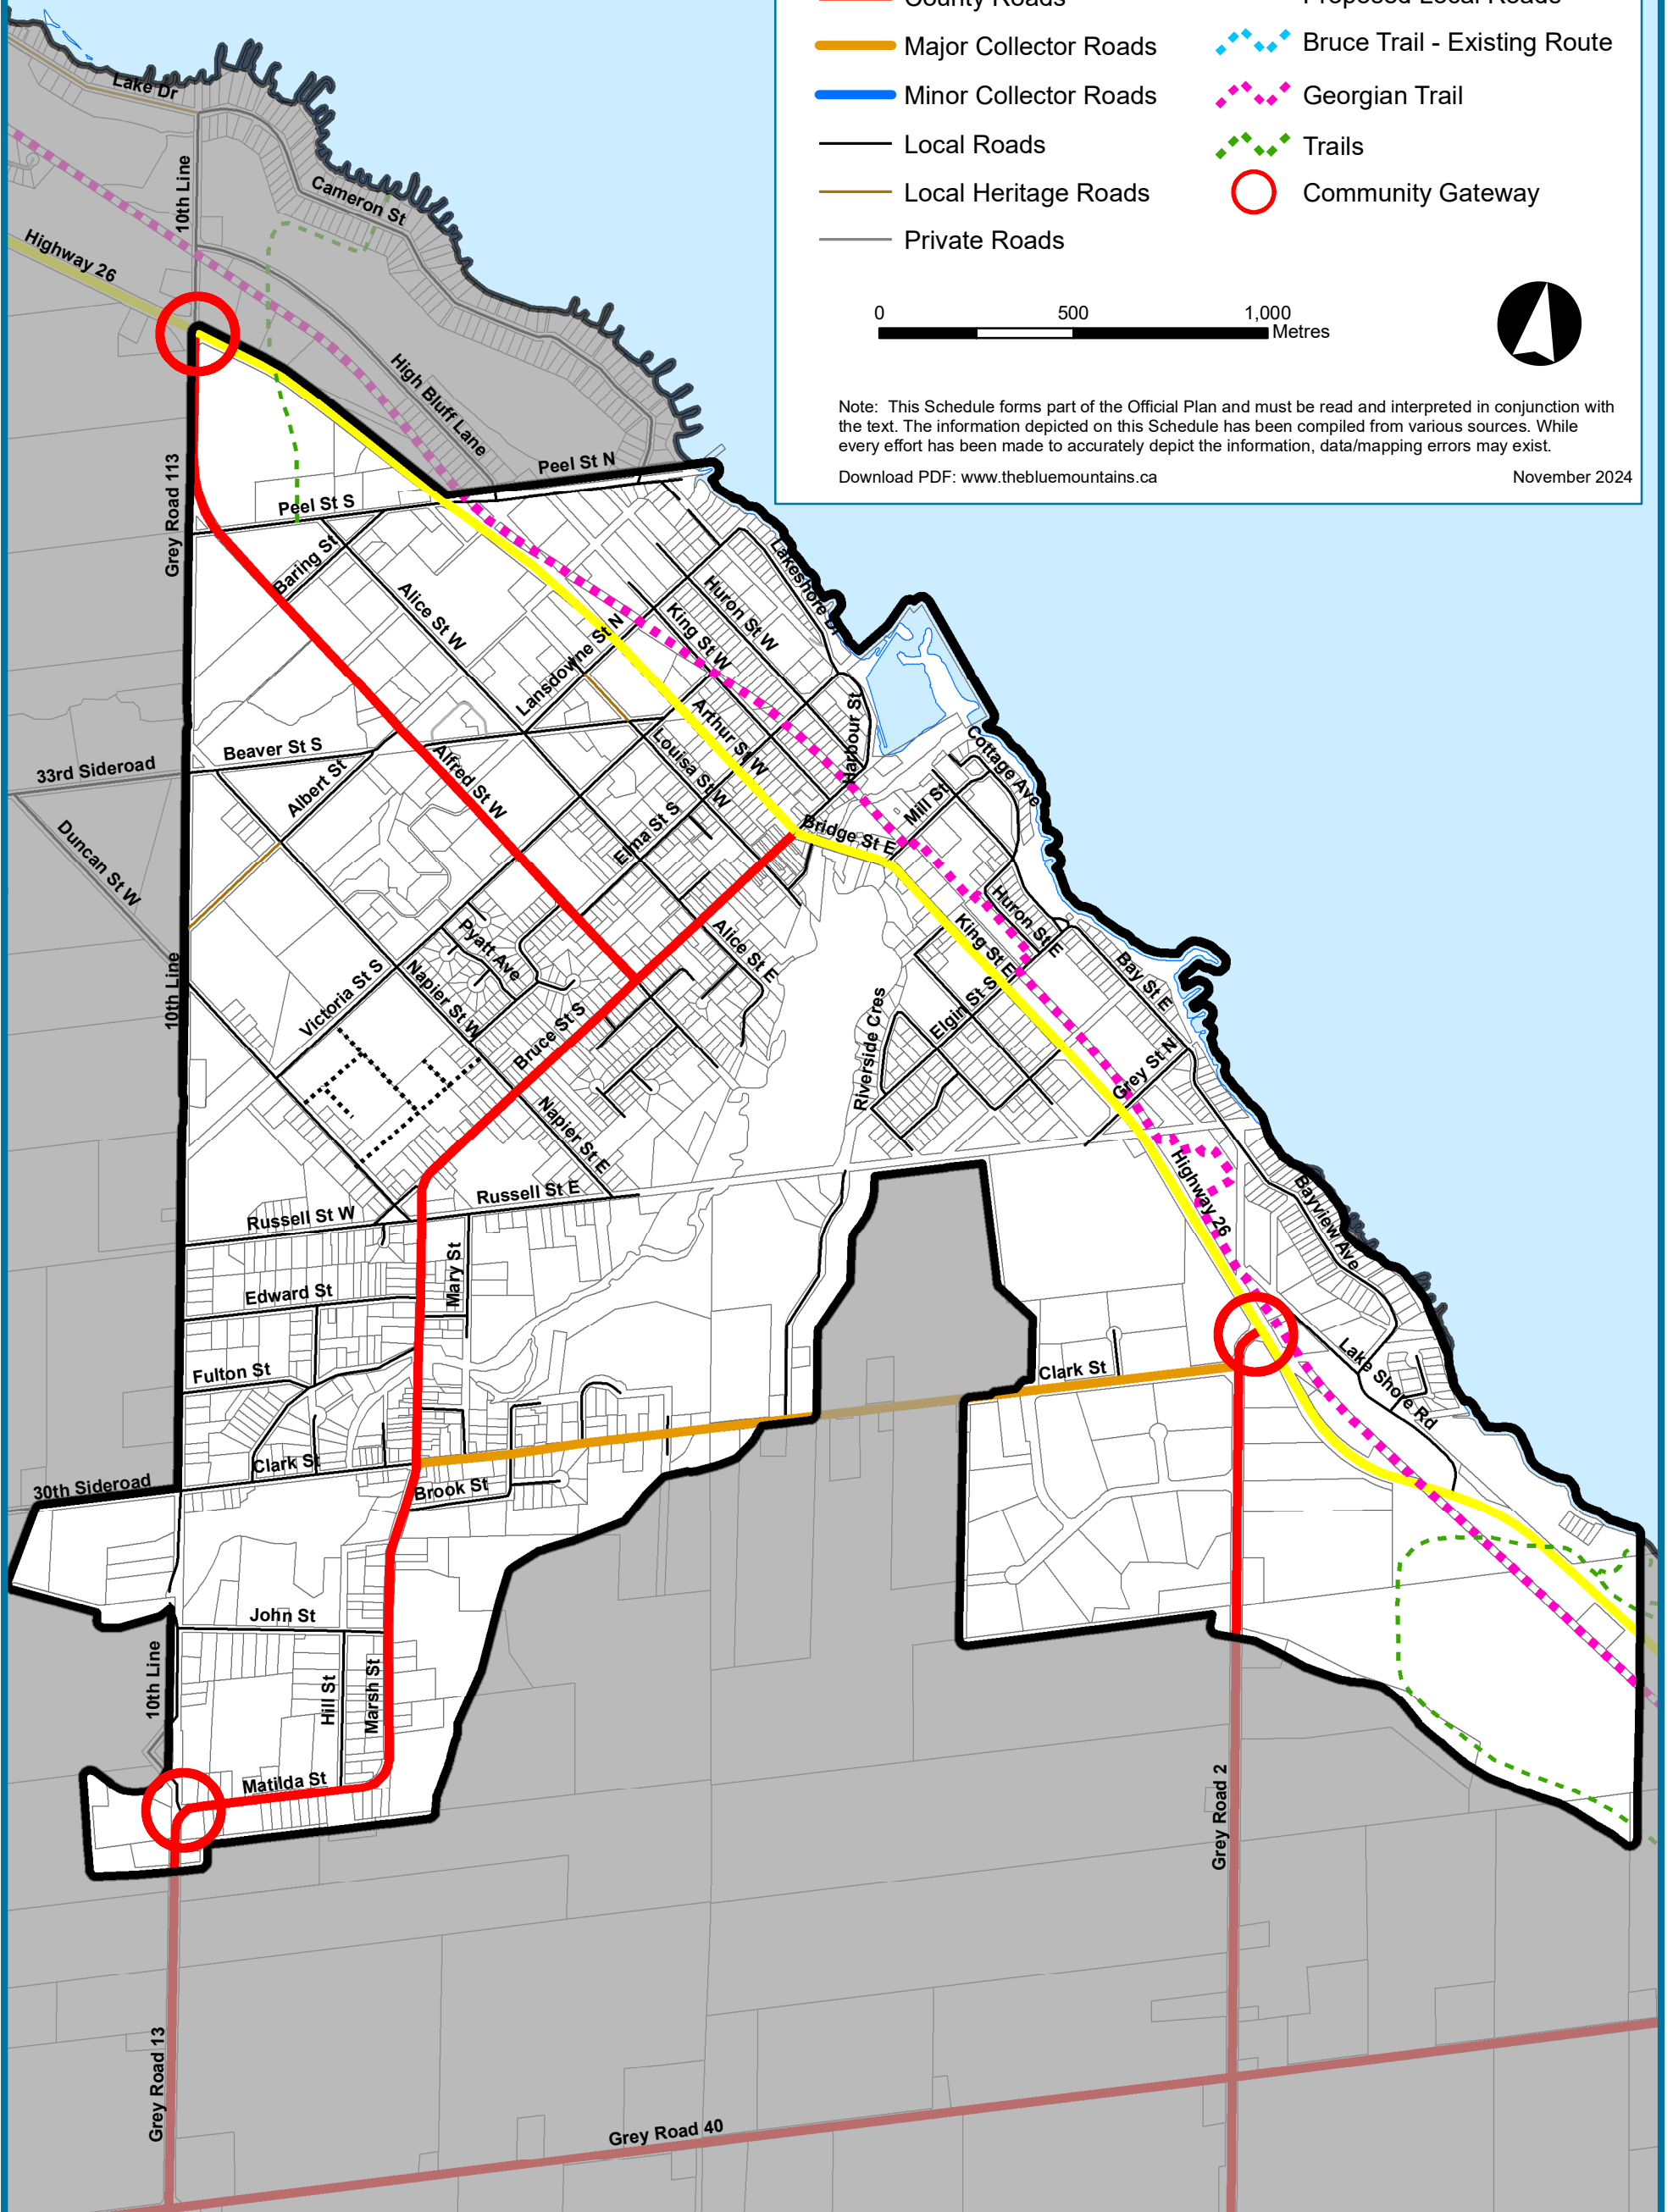 County Roads
Proposed Local Roads
Major Collector Roads
Bruce Trail - Existing Route
Minor Collector Roads
Georgian Trail
Local Roads
Trails
Local Heritage Roads
Community Gateway
Private Roads
0 500 1,000
Metres
Note: This Schedule forms part of the Official Plan and must be read and interpreted in conjunction with
the text. The information depicted on this Schedule has been compiled from various sources. While
every effort has been made to accurately depict the information, data/mapping errors may exist.
Download PDF: www.thebluemountains.ca
November 2024
Lake Dr
10th Line
Cameron St
Highway 26
High Bluff Lane
Peel St N
Grey Road 113
Peel St S
Baring St
Alice St W
Lansdowne St N
King St W
Huron St W
Lakeshore Dr
Arthur St W
Harbour St
Cottage Ave
33rd Sideroad
Beaver St S
Albert St
Alfred St W
Louisa St W
Elma St S
Bridge St E
Mill St
Duncan St W
Pyatt Ave
Alice St E
King St E
Huron St E
Bay St E
10th Line
Victoria St S
Napier St W
Bruce St S
Riverside Cres
Elgin St S
Grey St N
Napier St E
Highway 26
Bayview Ave
Russell St W
Russell St E
Edward St
Mary St
Fulton St
Clark St
Lake Shore Rd
30th Sideroad
Clark St
Brook St
John St
10th Line
Hill St
Marsh St
Matilda St
Grey Road 2
Grey Road 13
Grey Road 40